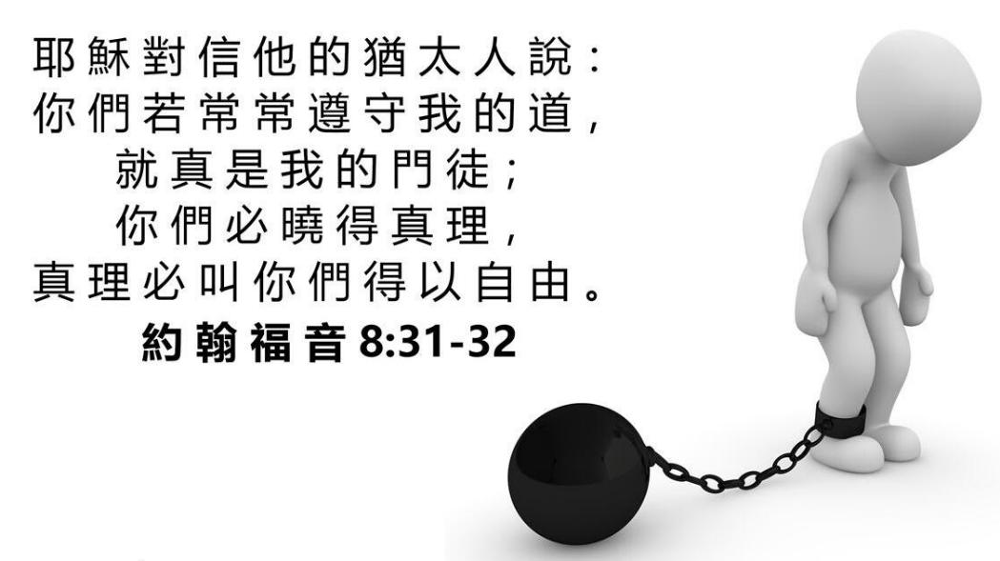 耶穌對信他的猶太人說：
你們若常常遵守我的道，
就真是我的門徒；
你們必曉得真理，
真理必叫你們得以自由。
約翰福音8:31-32